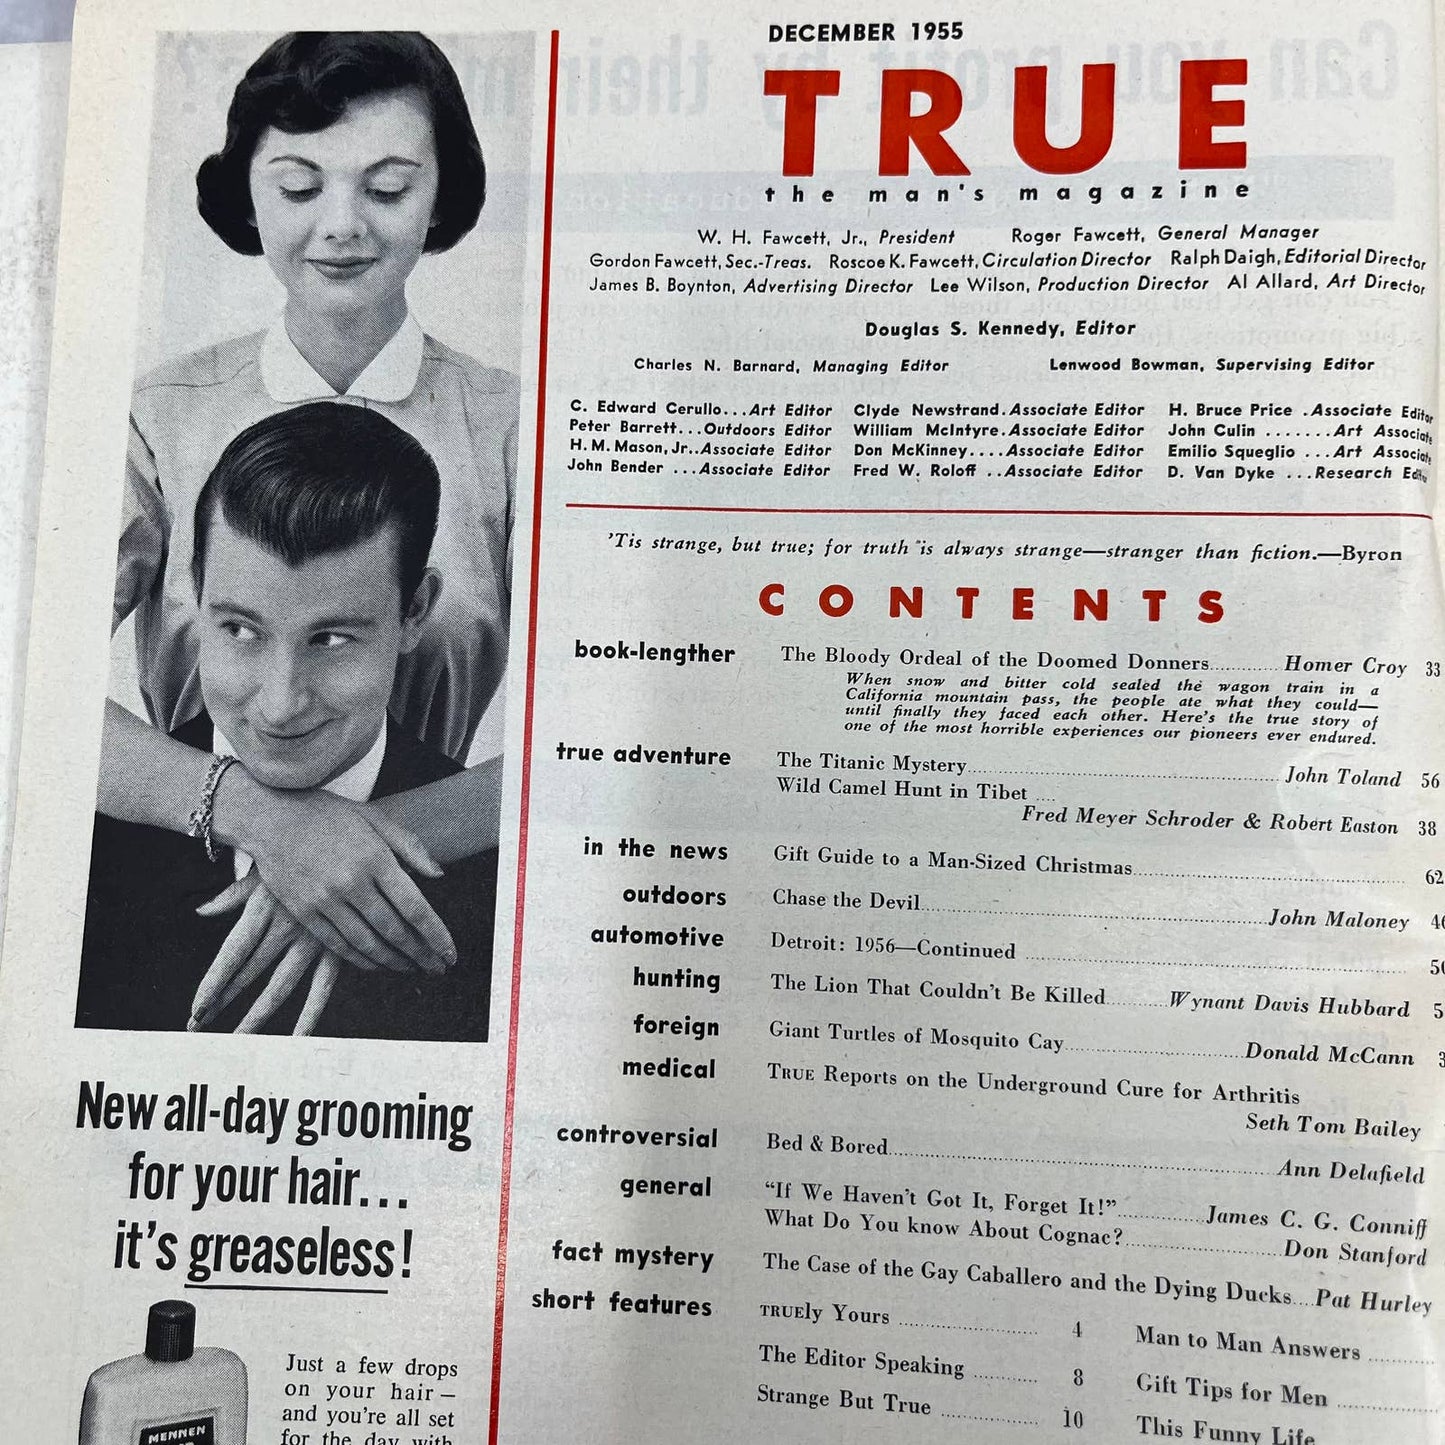 DECEMBER 1955
TRUE
the man's magazine
W. H. Fawcett, Jr., President Roger Fawcett, General Manager
Gordon Fawcett, Sec.-Treas. Roscoe K. Fawcett, Circulation Director Ralph Daigh, Editorial Director
James B. Boynton, Advertising Director Lee Wilson, Production Director Al Allard, Art Director
Douglas S. Kennedy, Editor
Charles N. Barnard, Managing Editor Lenwood Bowman, Supervising Editor
C. Edward Cerullo...Art Editor Clyde Newstrand.Associate Editor H. Bruce Price .Associate Editor
Peter Barrett...Outdoors Editor William McIntyre.Associate Editor John Culin .......Art Associate
H. M. Mason, Jr..Associate Editor Don McKinney....Associate Editor Emilio Squeglio ...Art Associate
John Bender ...Associate Editor Fred W. Roloff ..Associate Editor D. Van Dyke ...Research Editor
'Tis strange, but true; for truth is always strange—stranger than fiction.—Byron
CONTENTS
book-lengther The Bloody Ordeal of the Doomed Donners............Homer Croy 33
When snow and bitter cold sealed the wagon train in a
California mountain pass, the people ate what they could—
until finally they faced each other. Here's the true story of
one of the most horrible experiences our pioneers ever endured.
true adventure The Titanic Mystery............John Toland 56
Wild Camel Hunt in Tibet ....
Fred Meyer Schroder & Robert Easton 38
in the news Gift Guide to a Man-Sized Christmas............ 62
outdoors Chase the Devil............John Maloney
automotive Detroit: 1956—Continued ............
hunting The Lion That Couldn't Be Killed..........Wynant Davis Hubbard
foreign Giant Turtles of Mosquito Cay............Donald McCann
medical TRUE Reports on the Underground Cure for Arthritis
Seth Tom Bailey
controversial Bed & Bored............Ann Delafield
general "If We Haven't Got It, Forget It!"............James C. G. Conniff
What Do You know About Cognac?............Don Stanford
fact mystery The Case of the Gay Caballero and the Dying Ducks....Pat Hurley
short features TRUEly Yours ............ 4 Man to Man Answers ............
The Editor Speaking ............ 8 Gift Tips for Men ............
Strange But True ............ 10 This Funny Life
New all-day grooming
for your hair...
it's greaseless!
Just a few drops
on your hair—
and you're all set
for the day with
MENNEN